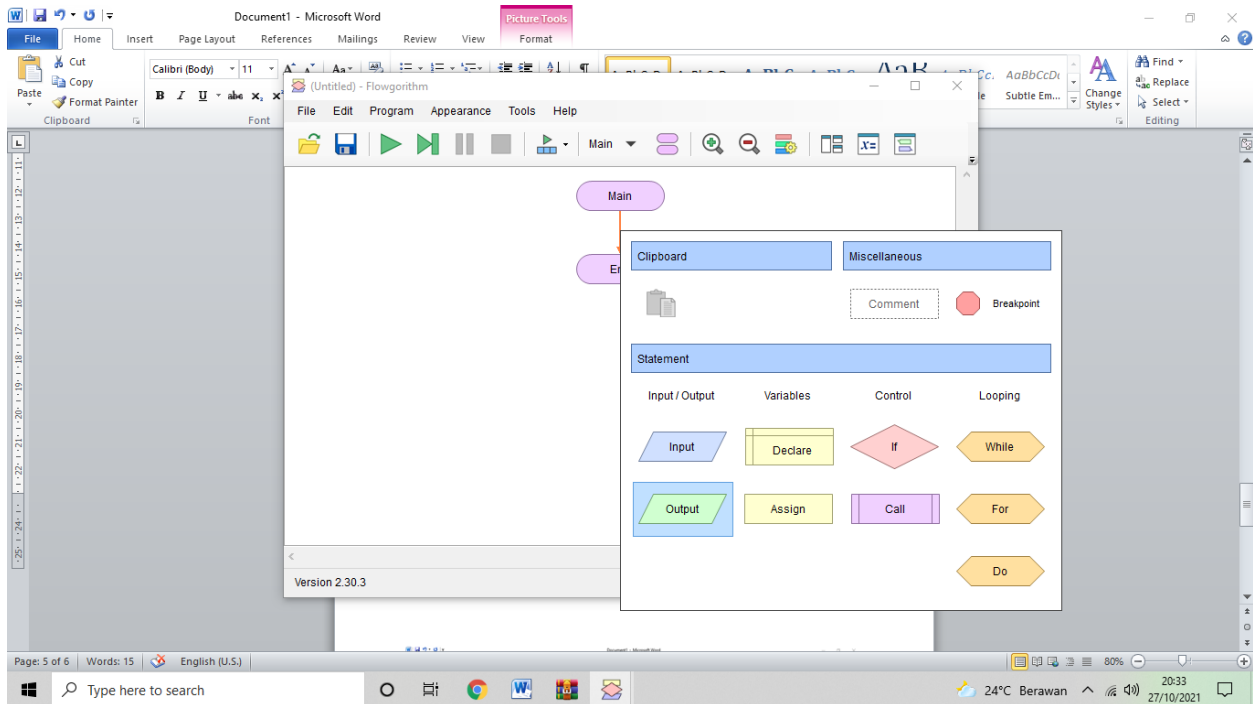 Document1 - Microsoft Word
Picture Tools
File Home Insert Page Layout References Mailings Review View Format
Cut
Copy
Format Painter
Paste
Clipboard
Calibri (Body) 11
B I U abc x₂ x²
Font
Find
Replace
Select
Editing
Change Styles
AaBbCcDc
Subtle Em...
(Untitled) - Flowgorithm
File Edit Program Appearance Tools Help
Main
x=
Main
Clipboard Miscellaneous
Comment Breakpoint
Statement
Input / Output Variables Control Looping
Input Declare If While
Output Assign Call For
Do
Version 2.30.3
Page: 5 of 6 Words: 15 English (U.S.) 80%
Type here to search
24°C Berawan
20:33
27/10/2021